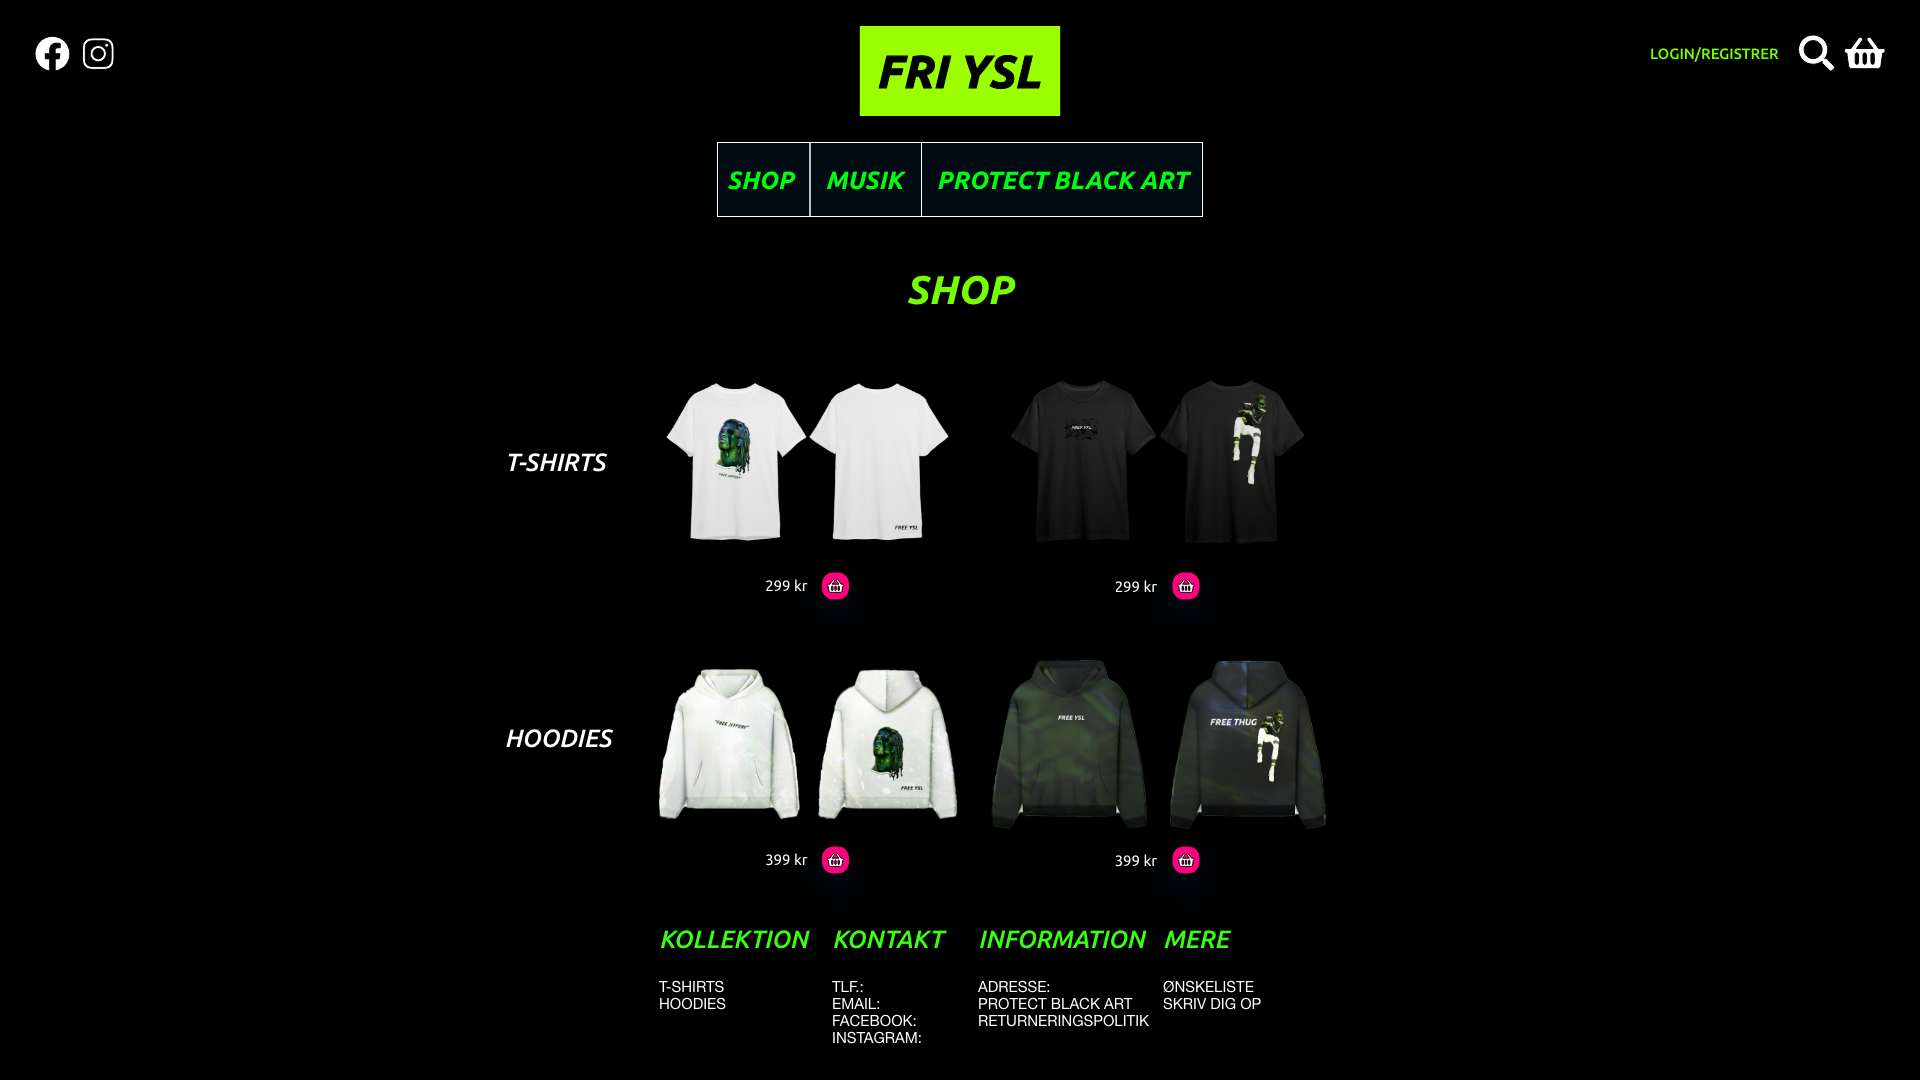 FRI YSL
LOGIN/REGISTRER
SHOP
MUSIK
PROTECT BLACK ART
SHOP
T-SHIRTS
"FREE JEFFERY"
FREE YSL
FREE YSL
299 kr
299 kr
HOODIES
"FREE JEFFERY"
FREE YSL
FREE YSL
FREE THUG
399 kr
399 kr
KOLLEKTION
T-SHIRTS
HOODIES
KONTAKT
TLF.:
EMAIL:
FACEBOOK:
INSTAGRAM:
INFORMATION
ADRESSE:
PROTECT BLACK ART
RETURNERINGSPOLITIK
MERE
ØNSKELISTE
SKRIV DIG OP